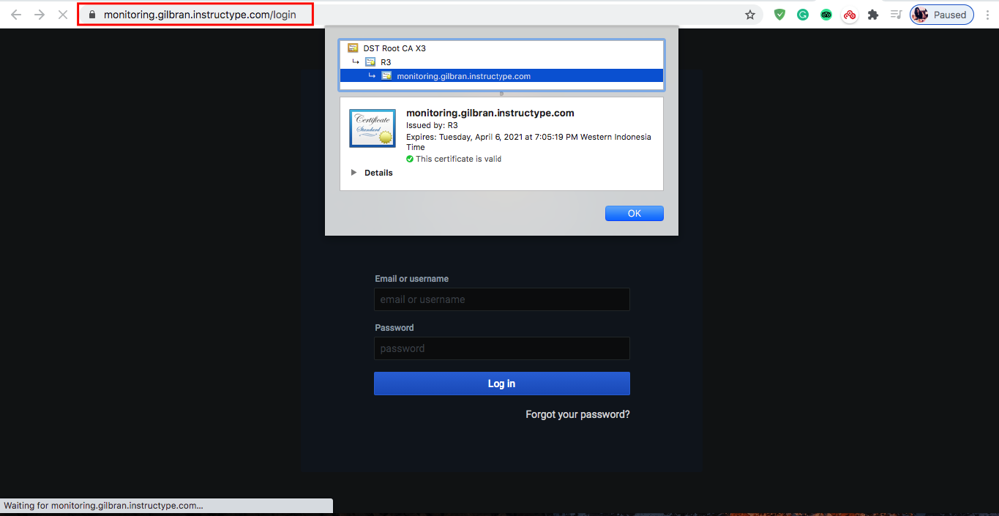 monitoring.gilbran.instructype.com/login
Paused
DST Root CA X3
R3
monitoring.gilbran.instructype.com
Certificate
Standard
monitoring.gilbran.instructype.com
Issued by: R3
Expires: Tuesday, April 6, 2021 at 7:05:19 PM Western Indonesia
Time
This certificate is valid
Details
OK
Email or username
email or username
Password
password
Log in
Forgot your password?
Waiting for monitoring.gilbran.instructype.com...